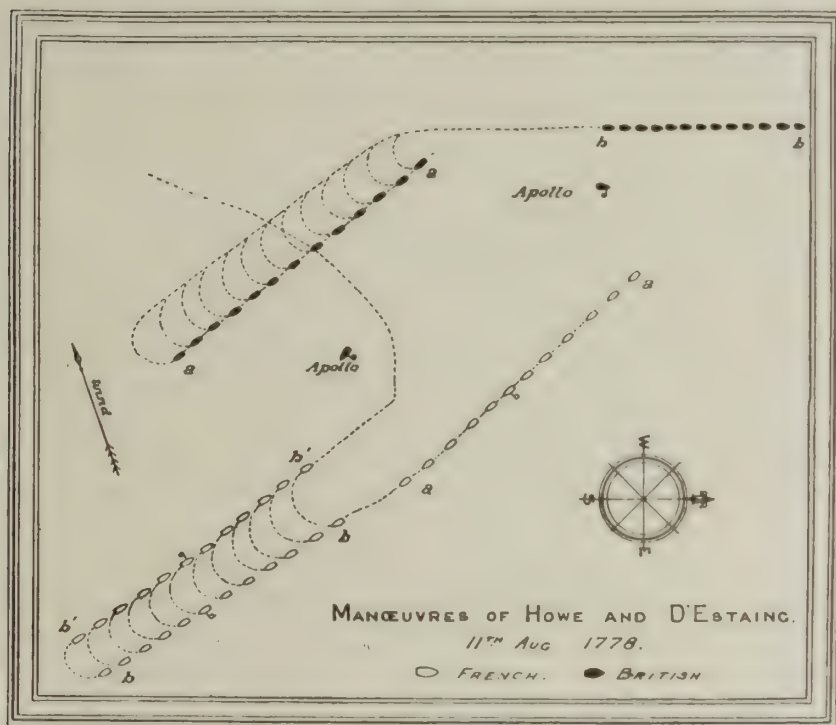 h b
a
Apollo
a
a
Apollo
wind
a
b'
b
W
S
E
b'
b
MANŒUVRES OF HOWE AND D'ESTAING.
11TH AUG 1778.
FRENCH. BRITISH